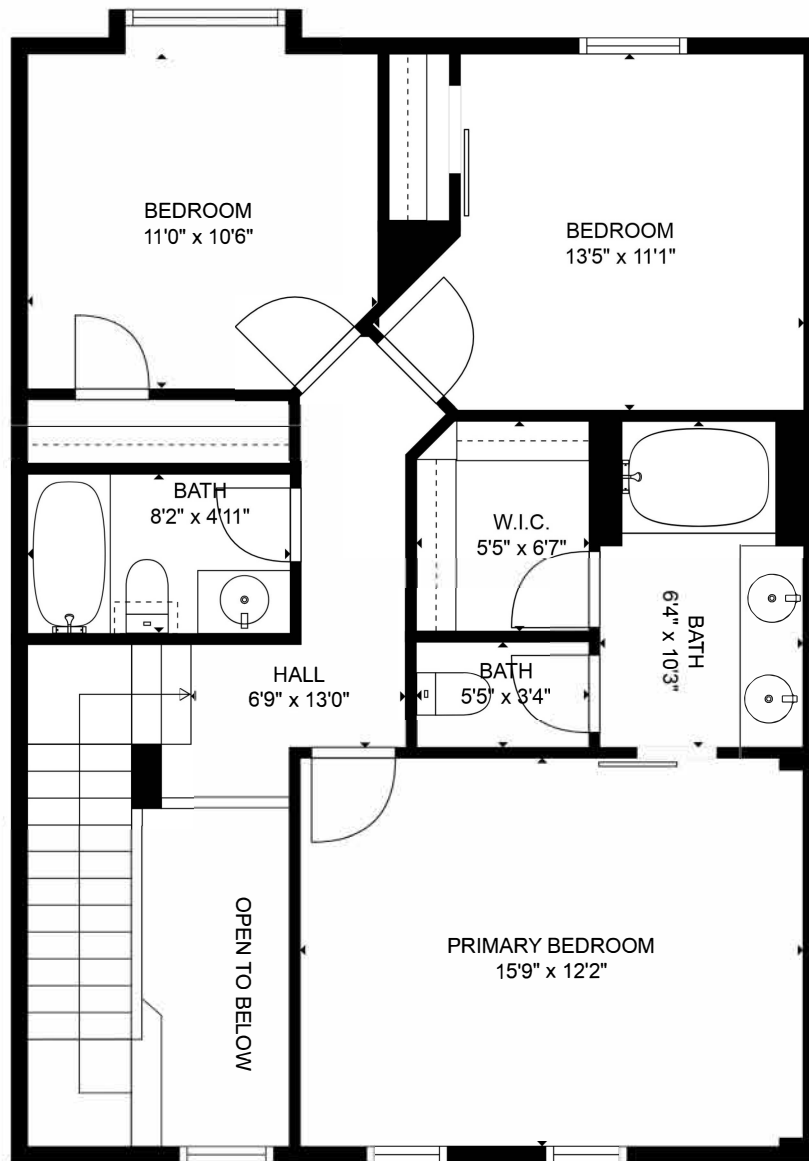 BEDROOM
11'0" x 10'6"
BEDROOM
13'5" x 11'1"
BATH
8'2" x 4'11"
W.I.C.
5'5" x 6'7"
BATH
6'4" x 10'3"
HALL
6'9" x 13'0"
BATH
5'5" x 3'4"
OPEN TO BELOW
PRIMARY BEDROOM
15'9" x 12'2"